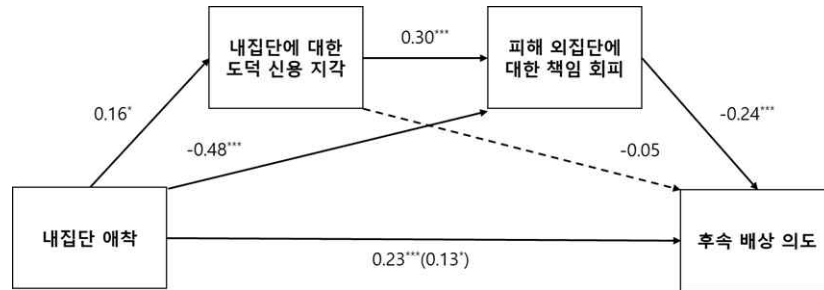 내집단에 대한
도덕 신용 지각
0.30***
피해 외집단에
대한 책임 회피
0.16*
-0.48***
-0.24***
-0.05
내집단 애착
0.23***(0.13*)
후속 배상 의도